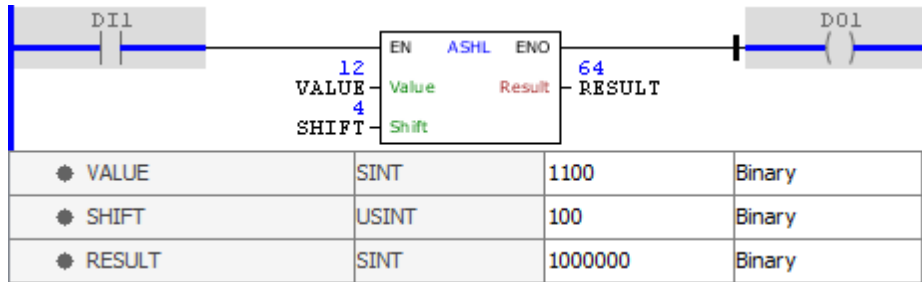 DI1 DO1
EN ASHL ENO
12 64
VALUE Value Result RESULT
4
SHIFT Shift
VALUE SINT 1100 Binary
SHIFT USINT 100 Binary
RESULT SINT 1000000 Binary